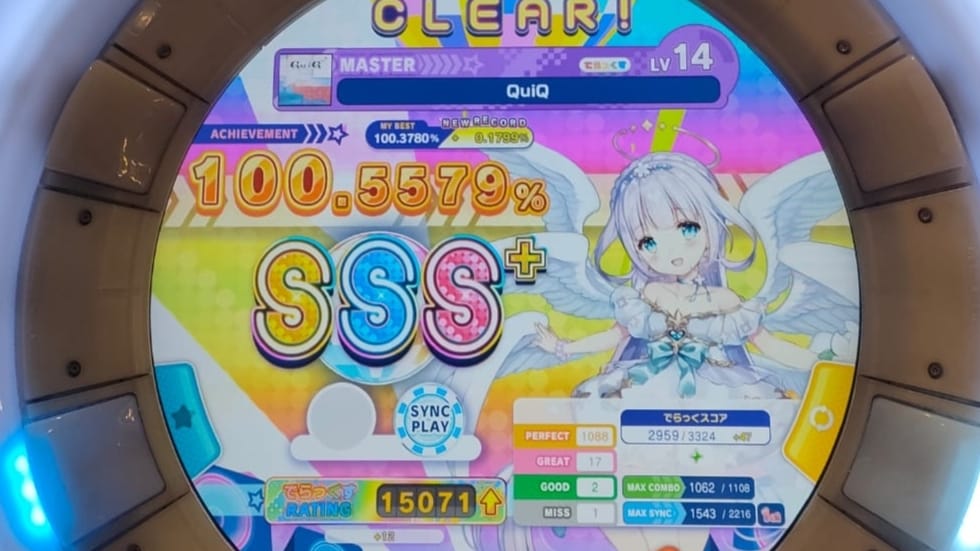 CLEAR!
MASTER でらっくす LV 14
QuiQ
ACHIEVEMENT
MY BEST NEW RECORD
100.3780% + 0.1799%
100.5579%
SSS+
SYNC
PLAY
でらっくスコア
2959 / 3324 +47
PERFECT 1088
GREAT 17
GOOD 2
MISS 1
MAX COMBO 1062 / 1108
MAX SYNC 1543 / 2216
でらっくす
RATING
15071
+12